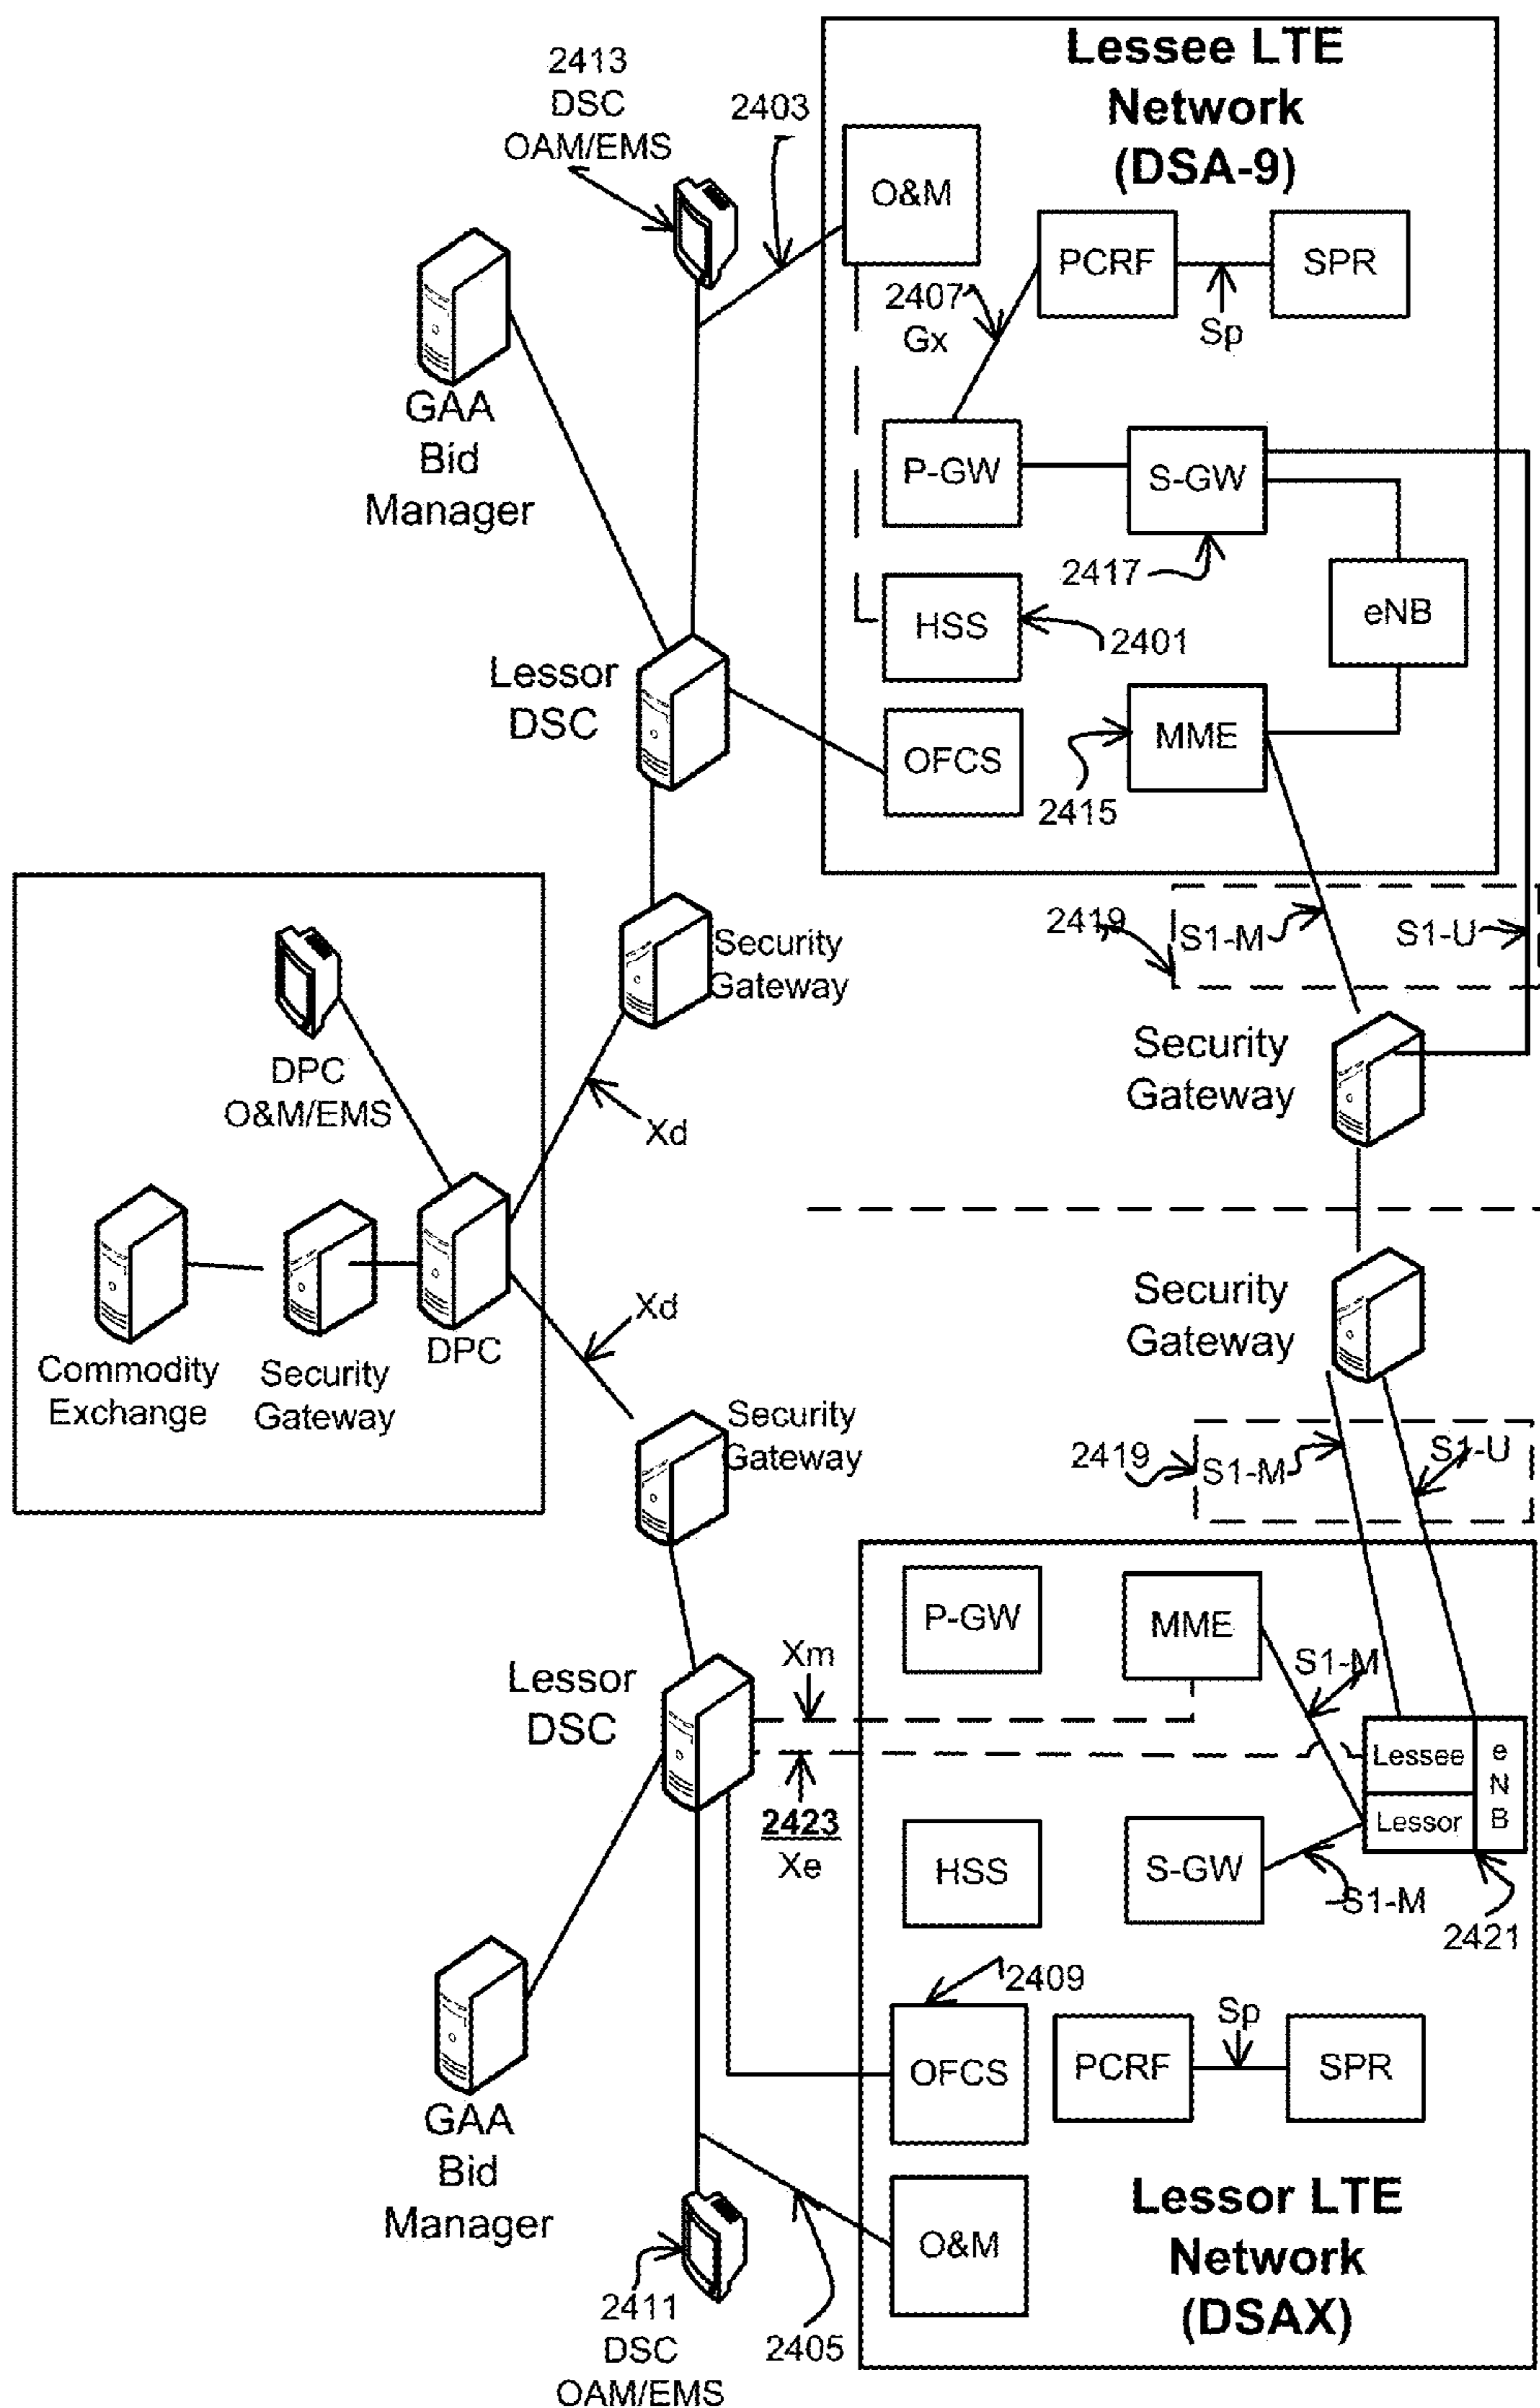 Lessee LTE
Network
(DSA-9)
2413
DSC
OAM/EMS
2403
O&M
PCRF
SPR
2407
Gx
Sp
GAA
Bid
Manager
P-GW
S-GW
2417
eNB
HSS
2401
Lessor
DSC
OFCS
MME
2415
2419
S1-M
S1-U
Security
Gateway
DPC
O&M/EMS
Security
Gateway
Xd
Security
Gateway
Xd
DPC
Commodity
Exchange
Security
Gateway
Security
Gateway
2419
S1-M
S1-U
P-GW
MME
Xm
S1-M
Lessor
DSC
Lessee
eNB
Lessor
2423
Xe
HSS
S-GW
S1-M
2421
2409
OFCS
PCRF
Sp
SPR
GAA
Bid
Manager
O&M
Lessor LTE
Network
(DSAX)
2411
DSC
OAM/EMS
2405